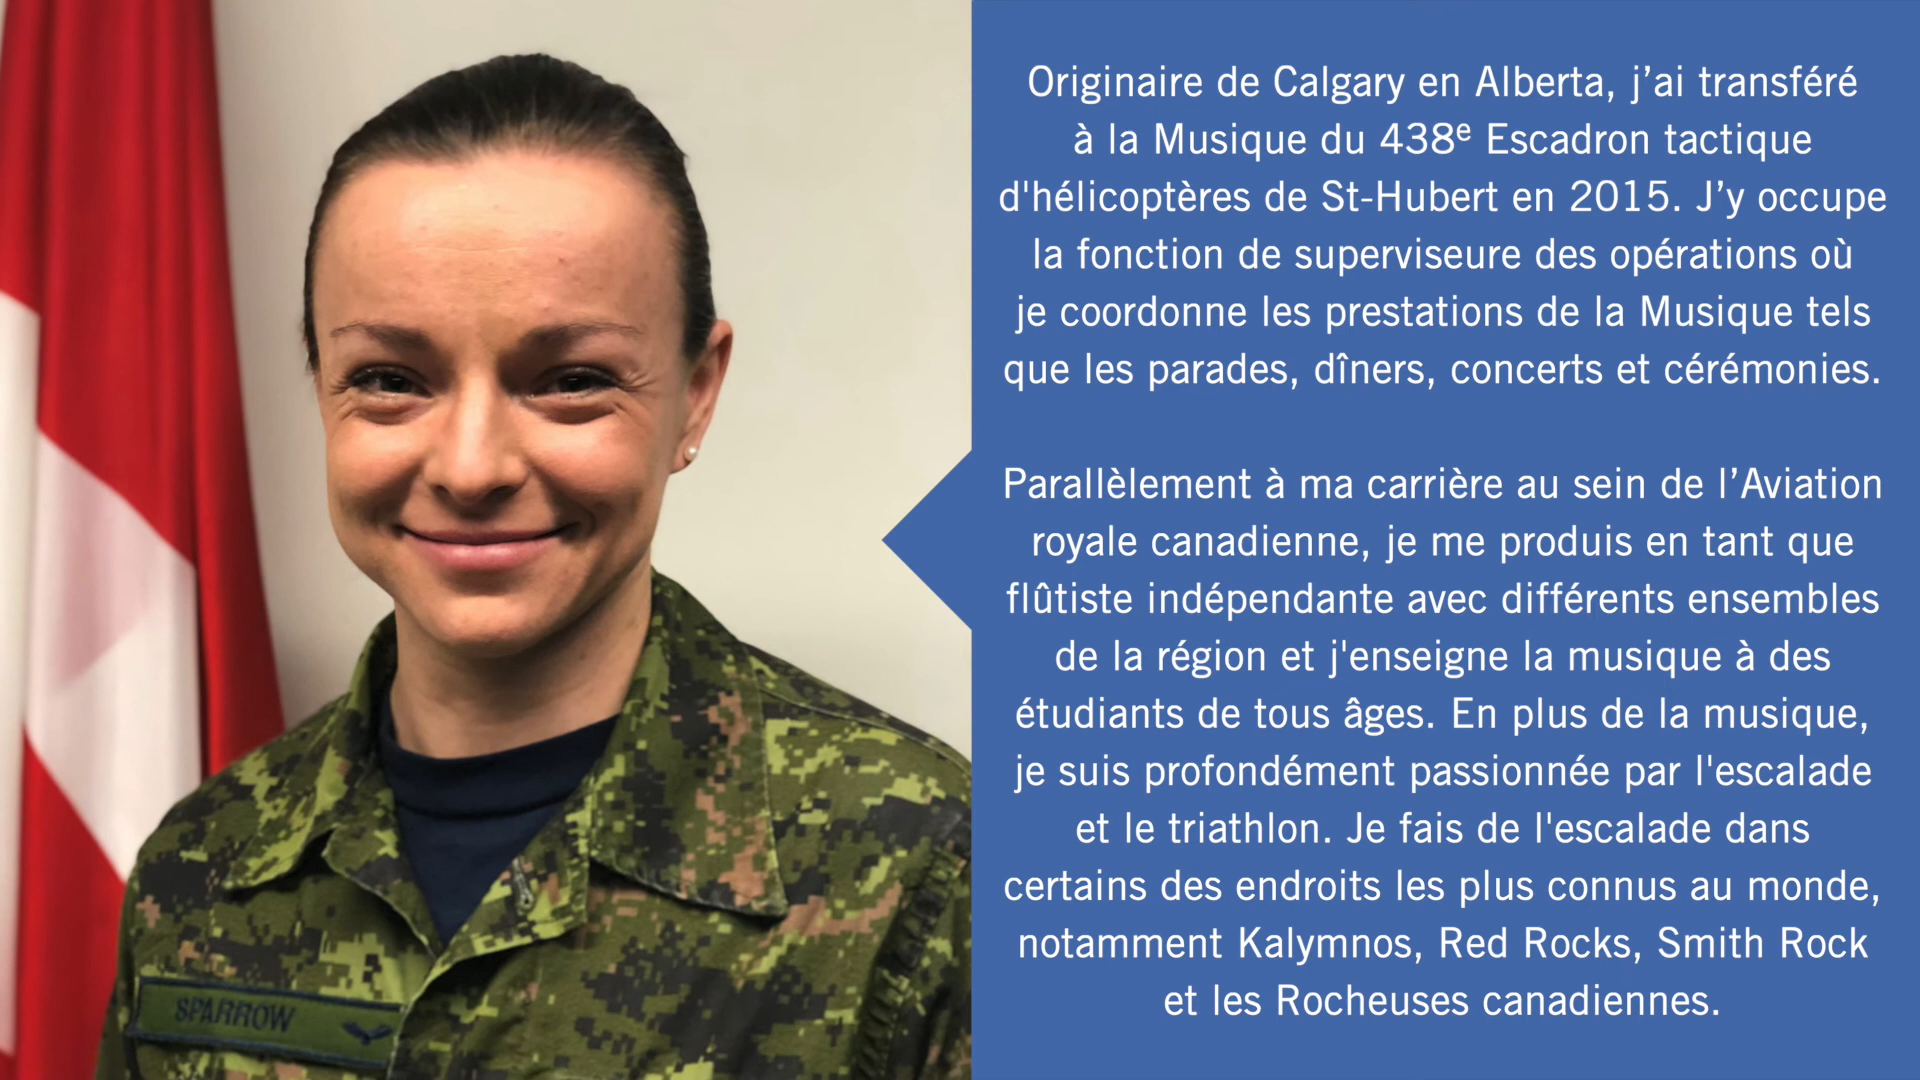 Originaire de Calgary en Alberta, j’ai transféré
à la Musique du 438ᵉ Escadron tactique
d'hélicoptères de St-Hubert en 2015. J’y occupe
la fonction de superviseure des opérations où
je coordonne les prestations de la Musique tels
que les parades, dîners, concerts et cérémonies.
Parallèlement à ma carrière au sein de l’Aviation
royale canadienne, je me produis en tant que
flûtiste indépendante avec différents ensembles
de la région et j'enseigne la musique à des
étudiants de tous âges. En plus de la musique,
je suis profondément passionnée par l'escalade
et le triathlon. Je fais de l'escalade dans
certains des endroits les plus connus au monde,
notamment Kalymnos, Red Rocks, Smith Rock
et les Rocheuses canadiennes.
SPARROW